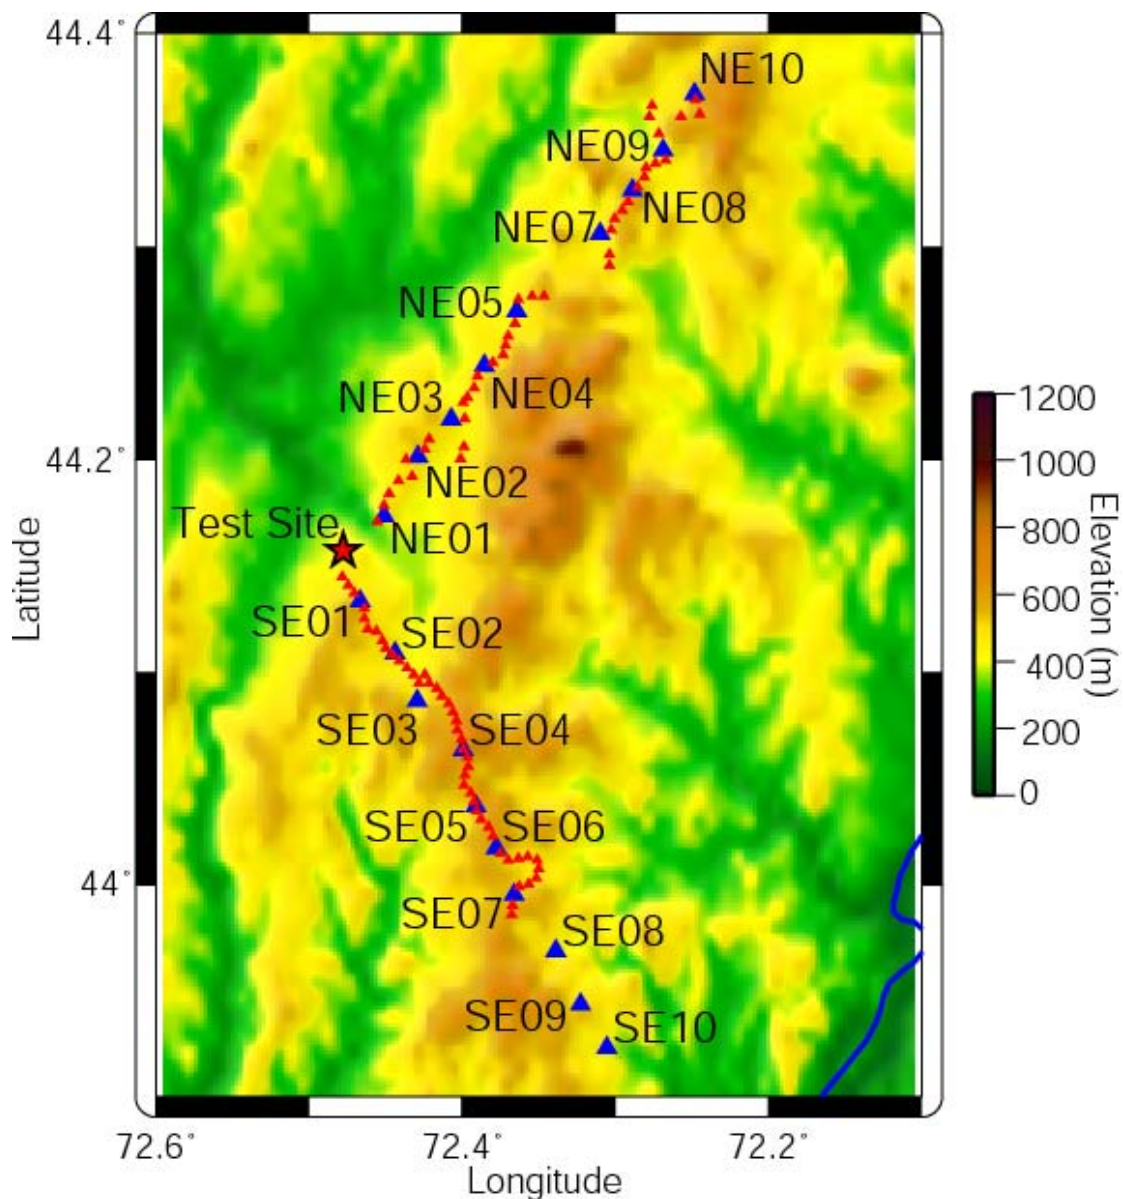 44.4°
NE10
NE09
NE08
NE07
NE05
NE03
NE04
1200
44.2°
1000
NE02
Test Site
NE01
800
Elevation (m)
Latitude
600
SE01
SE02
400
SE03
SE04
200
0
SE05
SE06
44°
SE07
SE08
SE09
SE10
72.6°
72.4°
72.2°
Longitude